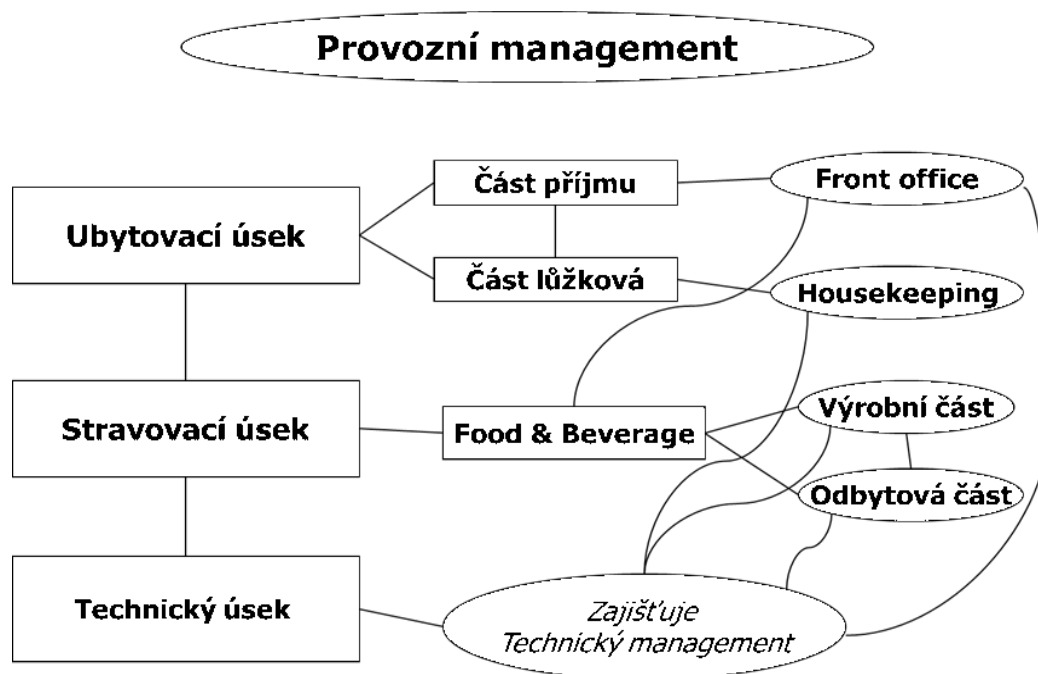 Provozní management
Část příjmu
Front office
Ubytovací úsek
Část lůžková
Housekeeping
Stravovací úsek
Food & Beverage
Výrobní část
Odbytová část
Technický úsek
Zajišťuje
Technický management